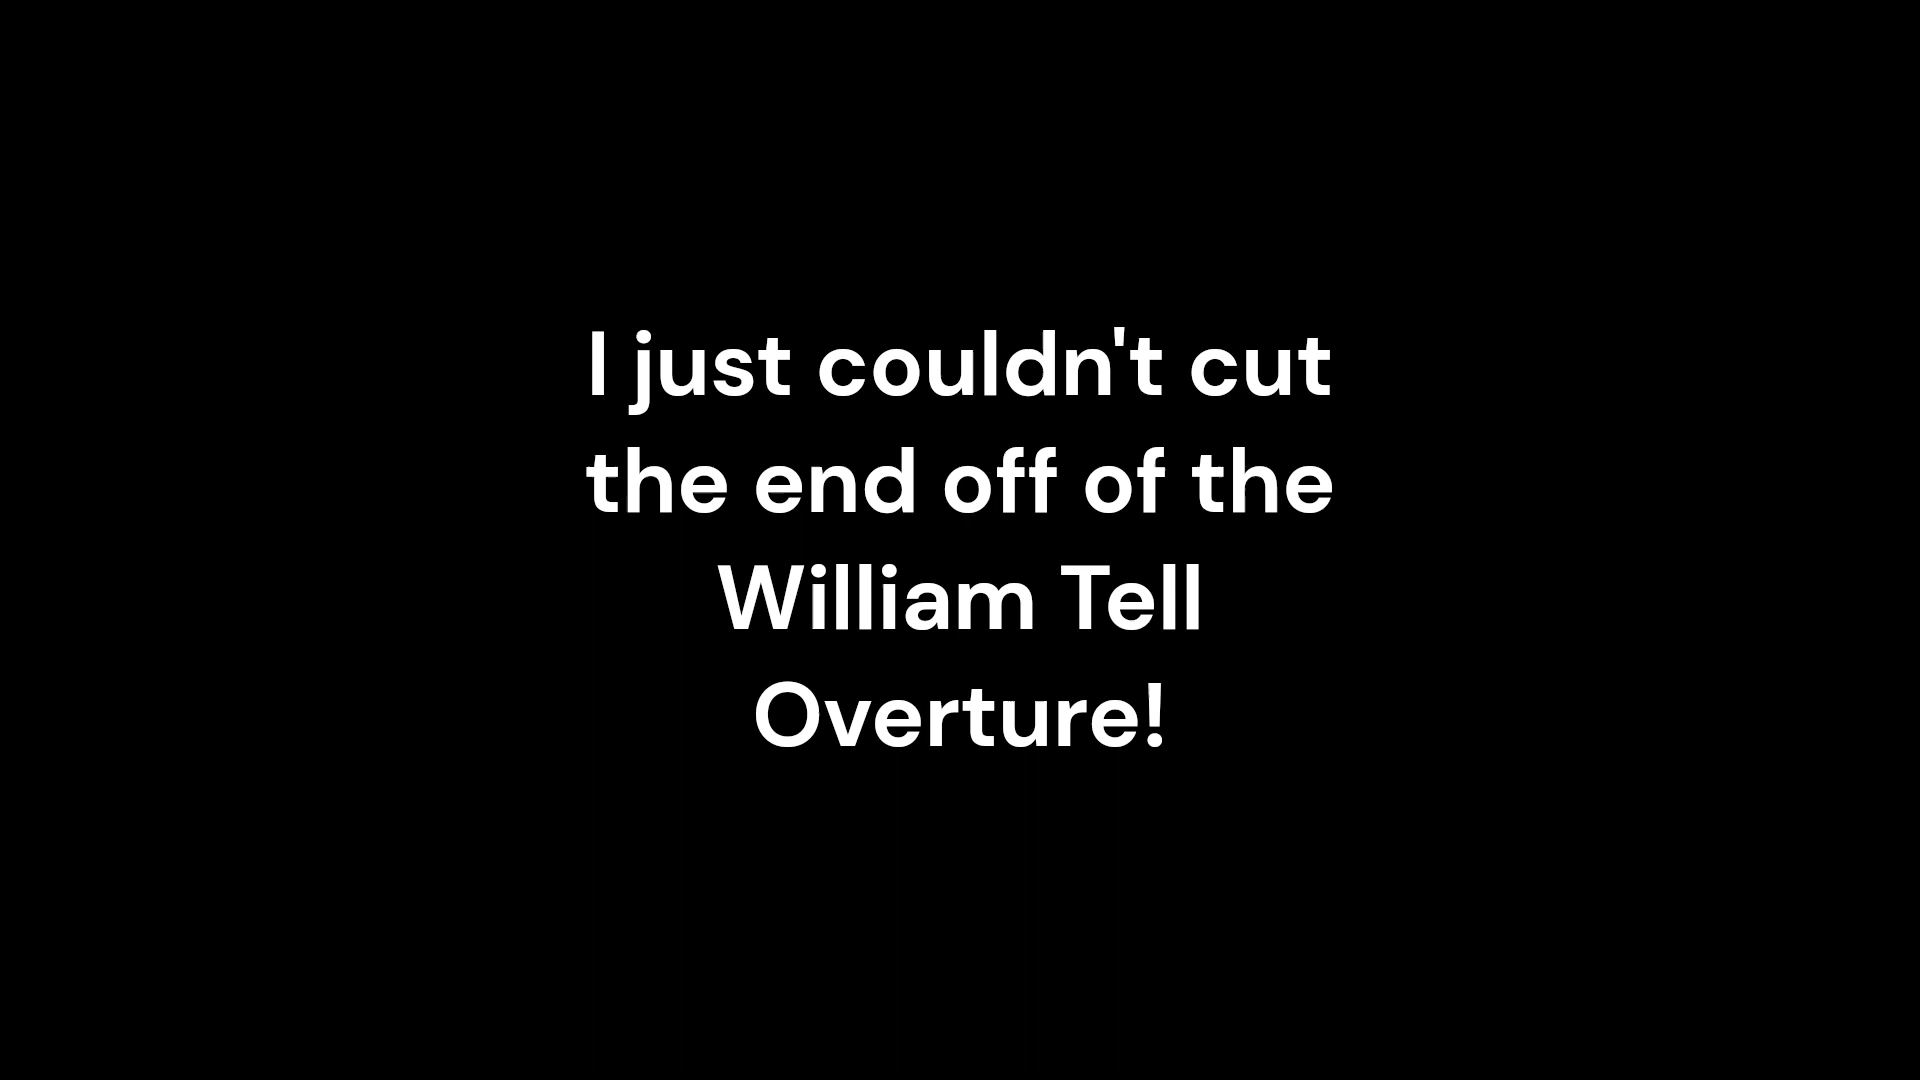 I just couldn't cut
the end off of the
William Tell
Overture!